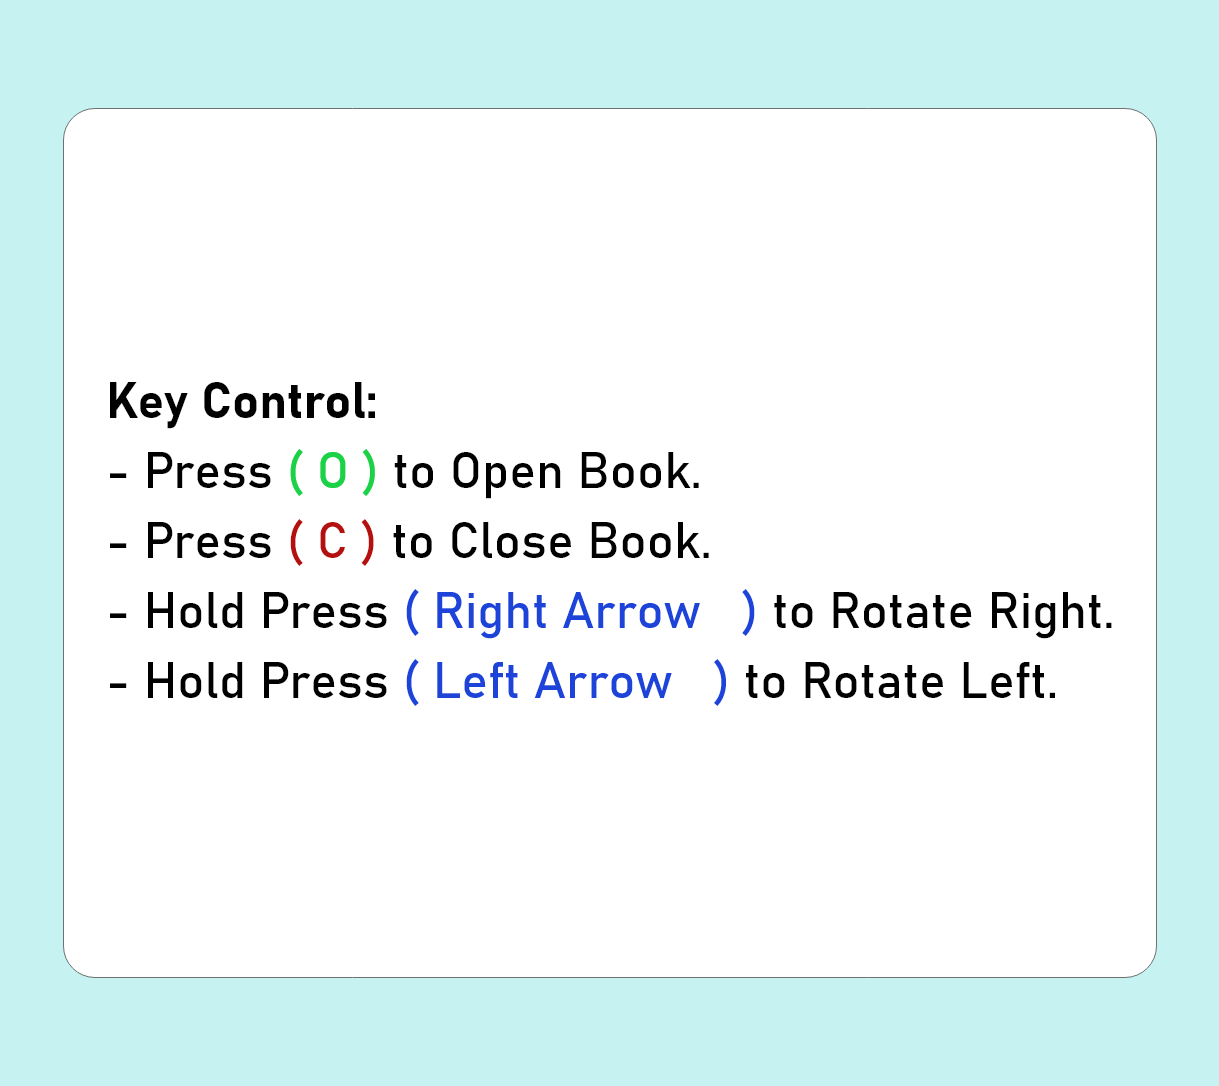 Key Control:
- Press ( O ) to Open Book.
- Press ( C ) to Close Book.
- Hold Press ( Right Arrow   ) to Rotate Right.
- Hold Press ( Left Arrow   ) to Rotate Left.